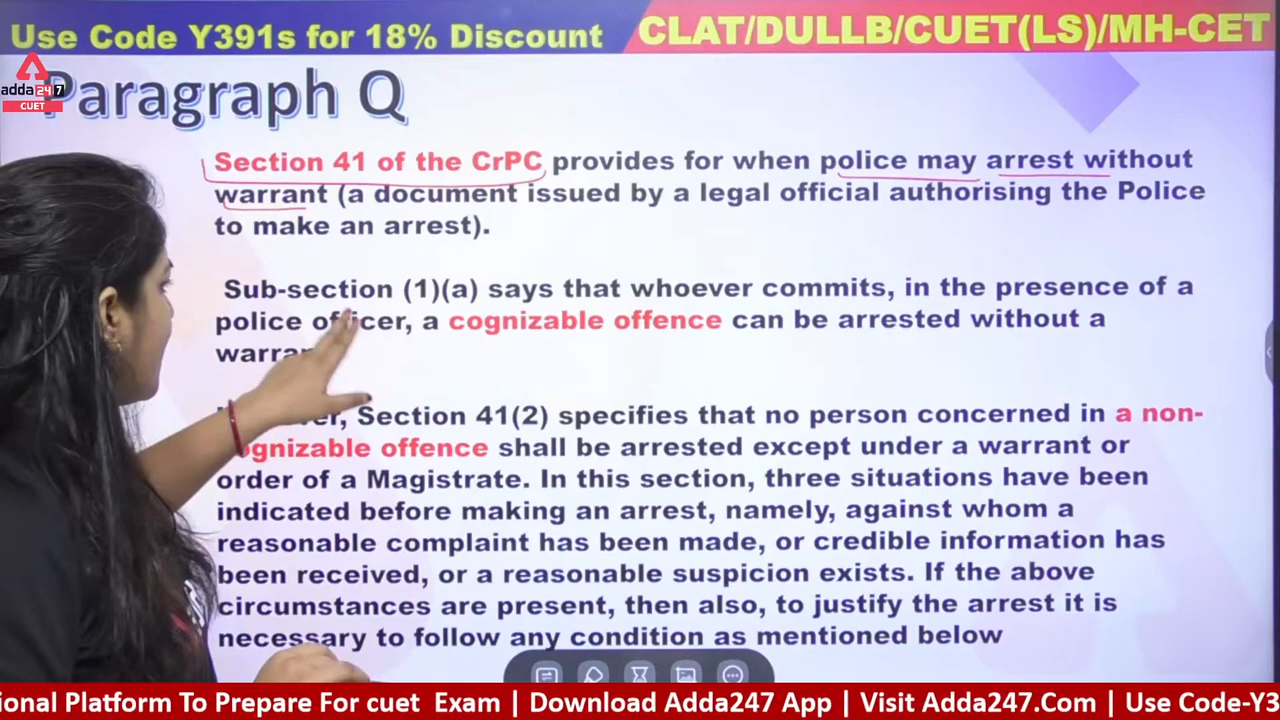 Use Code Y391s for 18% Discount
CLAT/DULLB/CUET(LS)/MH-CET
adda247
CUET
Paragraph Q
Section 41 of the CrPC provides for when police may arrest without
warrant (a document issued by a legal official authorising the Police
to make an arrest).
Sub-section (1)(a) says that whoever commits, in the presence of a
police officer, a cognizable offence can be arrested without a
Section 41(2) specifies that no person concerned in a non-
cognizable offence shall be arrested except under a warrant or
order of a Magistrate. In this section, three situations have been
indicated before making an arrest, namely, against whom a
reasonable complaint has been made, or credible information has
been received, or a reasonable suspicion exists. If the above
circumstances are present, then also, to justify the arrest it is
necessary to follow any condition as mentioned below
Platform To Prepare For cuet Exam | Download Adda247 App | Visit Adda247.Com | Use